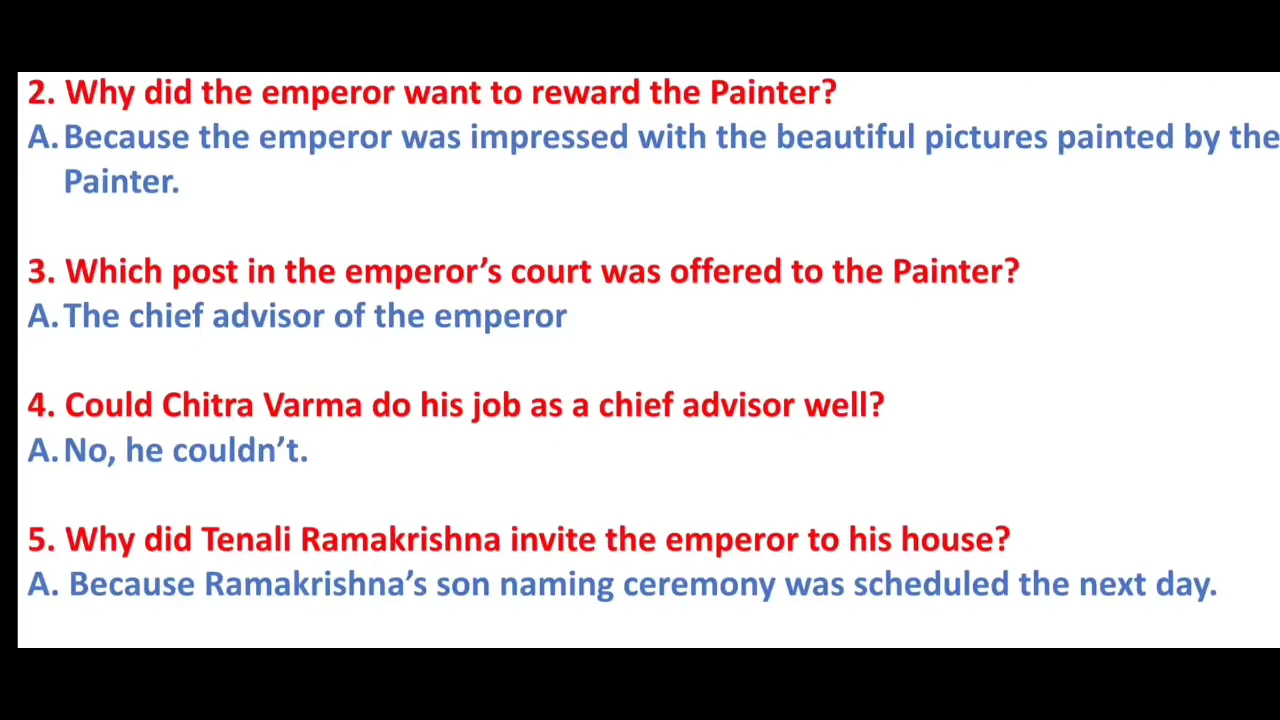 2. Why did the emperor want to reward the Painter?
A. Because the emperor was impressed with the beautiful pictures painted by the
Painter.
3. Which post in the emperor’s court was offered to the Painter?
A. The chief advisor of the emperor
4. Could Chitra Varma do his job as a chief advisor well?
A. No, he couldn’t.
5. Why did Tenali Ramakrishna invite the emperor to his house?
A. Because Ramakrishna’s son naming ceremony was scheduled the next day.